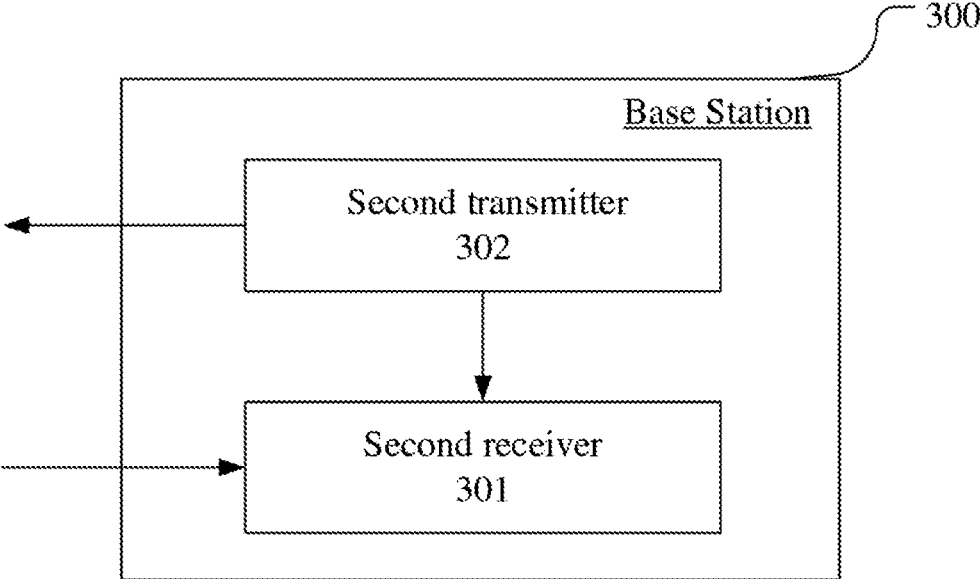 300
Base Station
Second transmitter
302
Second receiver
301